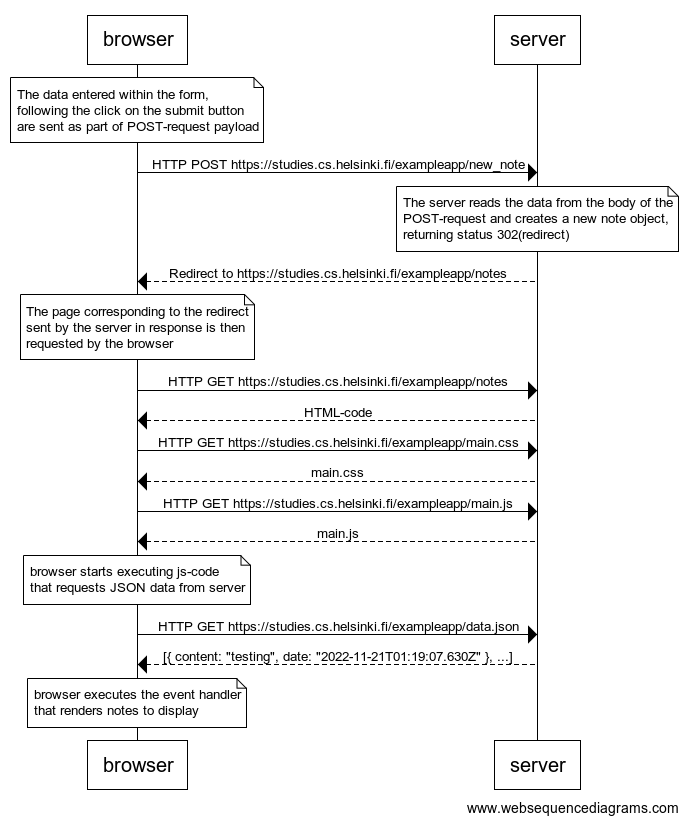 browser
server
The data entered within the form,
following the click on the submit button
are sent as part of POST-request payload
HTTP POST https://studies.cs.helsinki.fi/exampleapp/new_note
The server reads the data from the body of the
POST-request and creates a new note object,
returning status 302(redirect)
Redirect to https://studies.cs.helsinki.fi/exampleapp/notes
The page corresponding to the redirect
sent by the server in response is then
requested by the browser
HTTP GET https://studies.cs.helsinki.fi/exampleapp/notes
HTML-code
HTTP GET https://studies.cs.helsinki.fi/exampleapp/main.css
main.css
HTTP GET https://studies.cs.helsinki.fi/exampleapp/main.js
main.js
browser starts executing js-code
that requests JSON data from server
HTTP GET https://studies.cs.helsinki.fi/exampleapp/data.json
[{ content: "testing", date: "2022-11-21T01:19:07.630Z" }, ...]
browser executes the event handler
that renders notes to display
browser
server
www.websequencediagrams.com